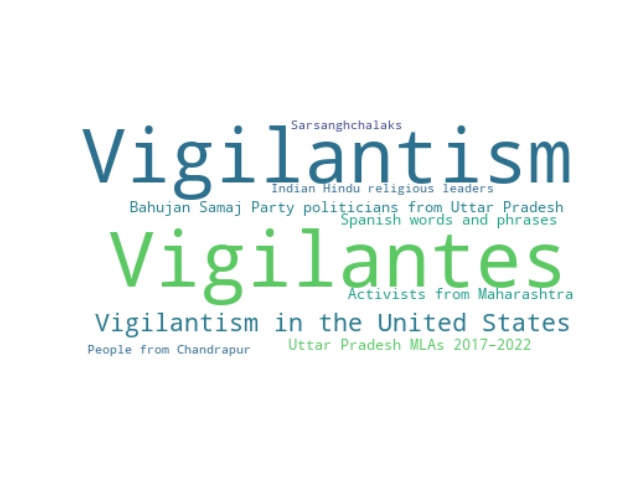 Sarsanghchalaks
Vigilantism
Indian Hindu religious leaders
Bahujan Samaj Party politicians from Uttar Pradesh
Spanish words and phrases
Vigilantes
Activists from Maharashtra
Vigilantism in the United States
Uttar Pradesh MLAs 2017–2022
People from Chandrapur